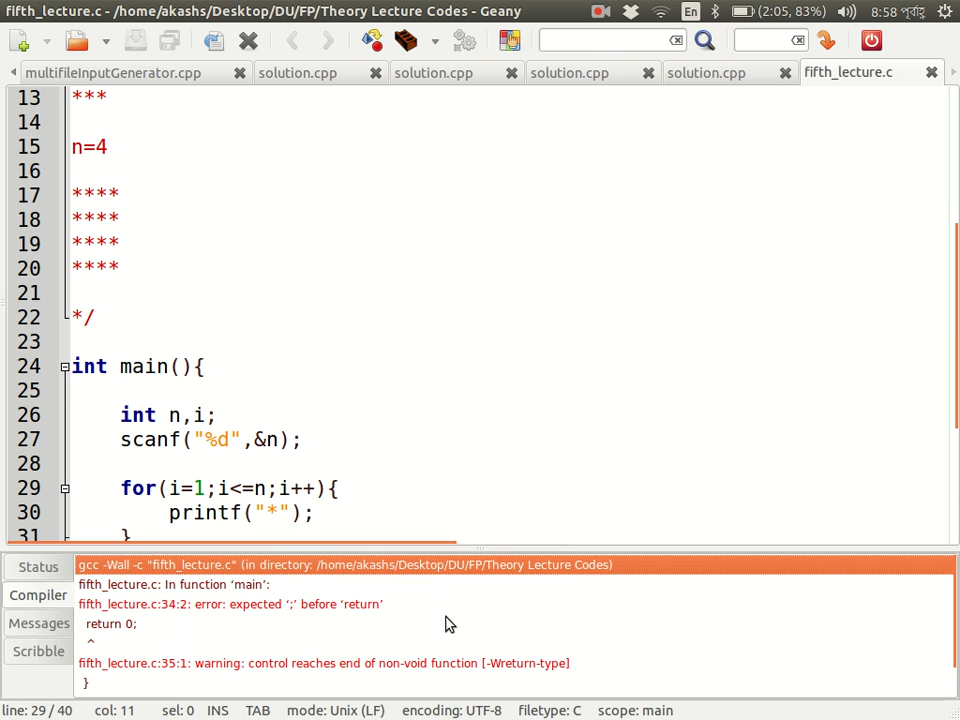 fifth_lecture.c - /home/akashs/Desktop/DU/FP/Theory Lecture Codes) - Geany
En
(2:05, 83%)
8:58 পূর্বাহ্ণ
multifileInputGenerator.cpp
solution.cpp
solution.cpp
solution.cpp
solution.cpp
fifth_lecture.c
13 ***
14
15 n=4
16
17 ****
18 ****
19 ****
20 ****
21
22 */
23
24 int main(){
25
26 int n,i;
27 scanf("%d",&n);
28
29 for(i=1;i<=n;i++){
30 printf("*");
31 }
Status
Compiler
Messages
Scribble
gcc -Wall -c "fifth_lecture.c" (in directory: /home/akashs/Desktop/DU/FP/Theory Lecture Codes)
fifth_lecture.c: In function ‘main’:
fifth_lecture.c:34:2: error: expected ‘;’ before ‘return’
return 0;
^
fifth_lecture.c:35:1: warning: control reaches end of non-void function [-Wreturn-type]
}
line: 29 / 40 col: 11 sel: 0 INS TAB mode: Unix (LF) encoding: UTF-8 filetype: C scope: main